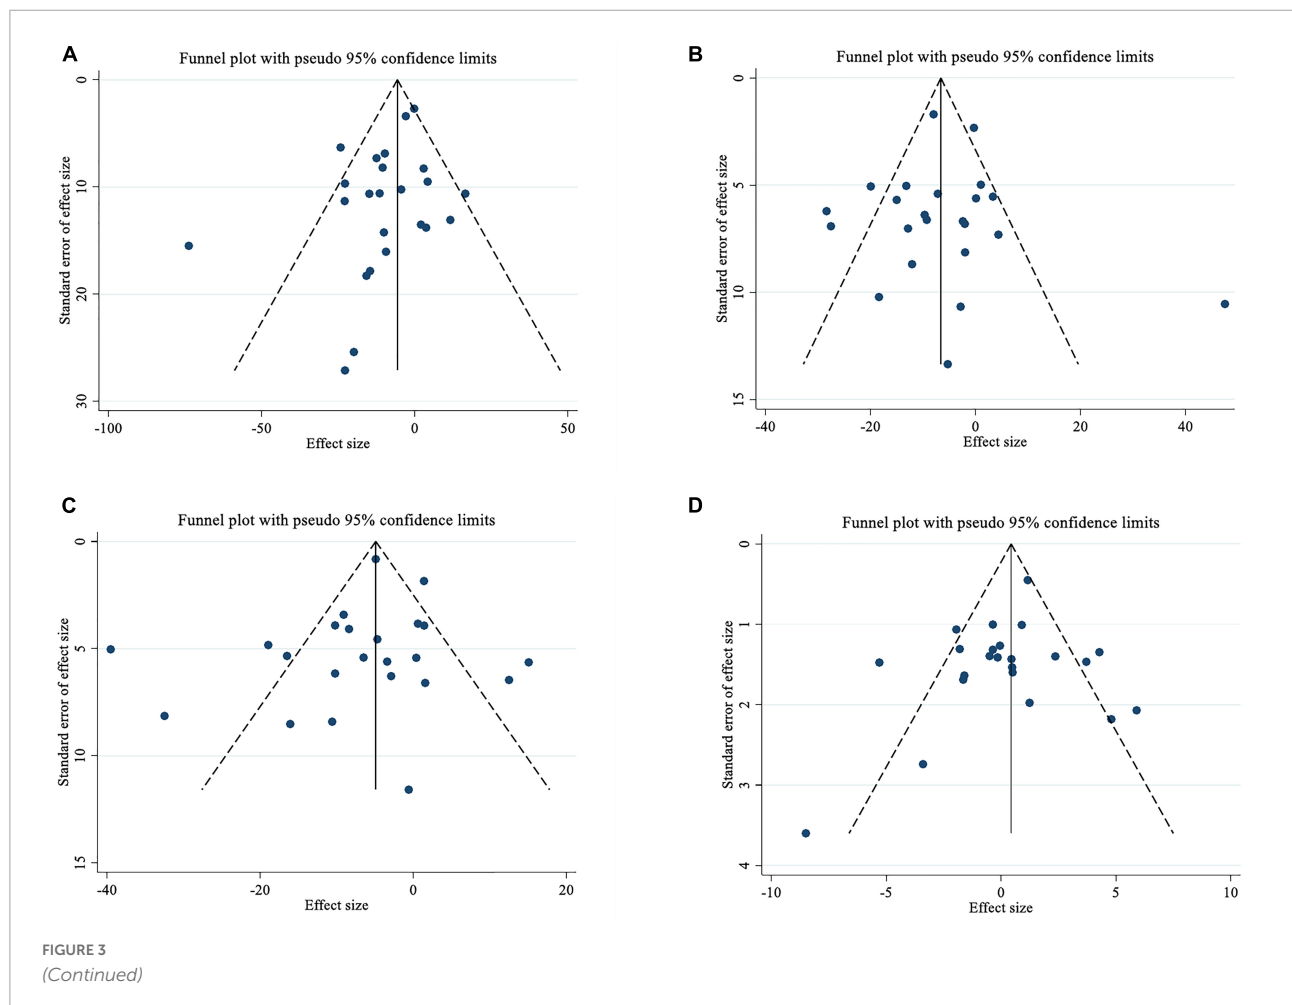 A
Funnel plot with pseudo 95% confidence limits
Standard error of effect size
0
10
20
30
-100
-50
0
50
Effect size
B
Funnel plot with pseudo 95% confidence limits
Standard error of effect size
0
5
10
15
-40
-20
0
20
40
Effect size
C
Funnel plot with pseudo 95% confidence limits
Standard error of effect size
0
5
10
15
-40
-20
0
20
Effect size
D
Funnel plot with pseudo 95% confidence limits
Standard error of effect size
0
1
2
3
4
-10
-5
0
5
10
Effect size
FIGURE 3
(Continued)